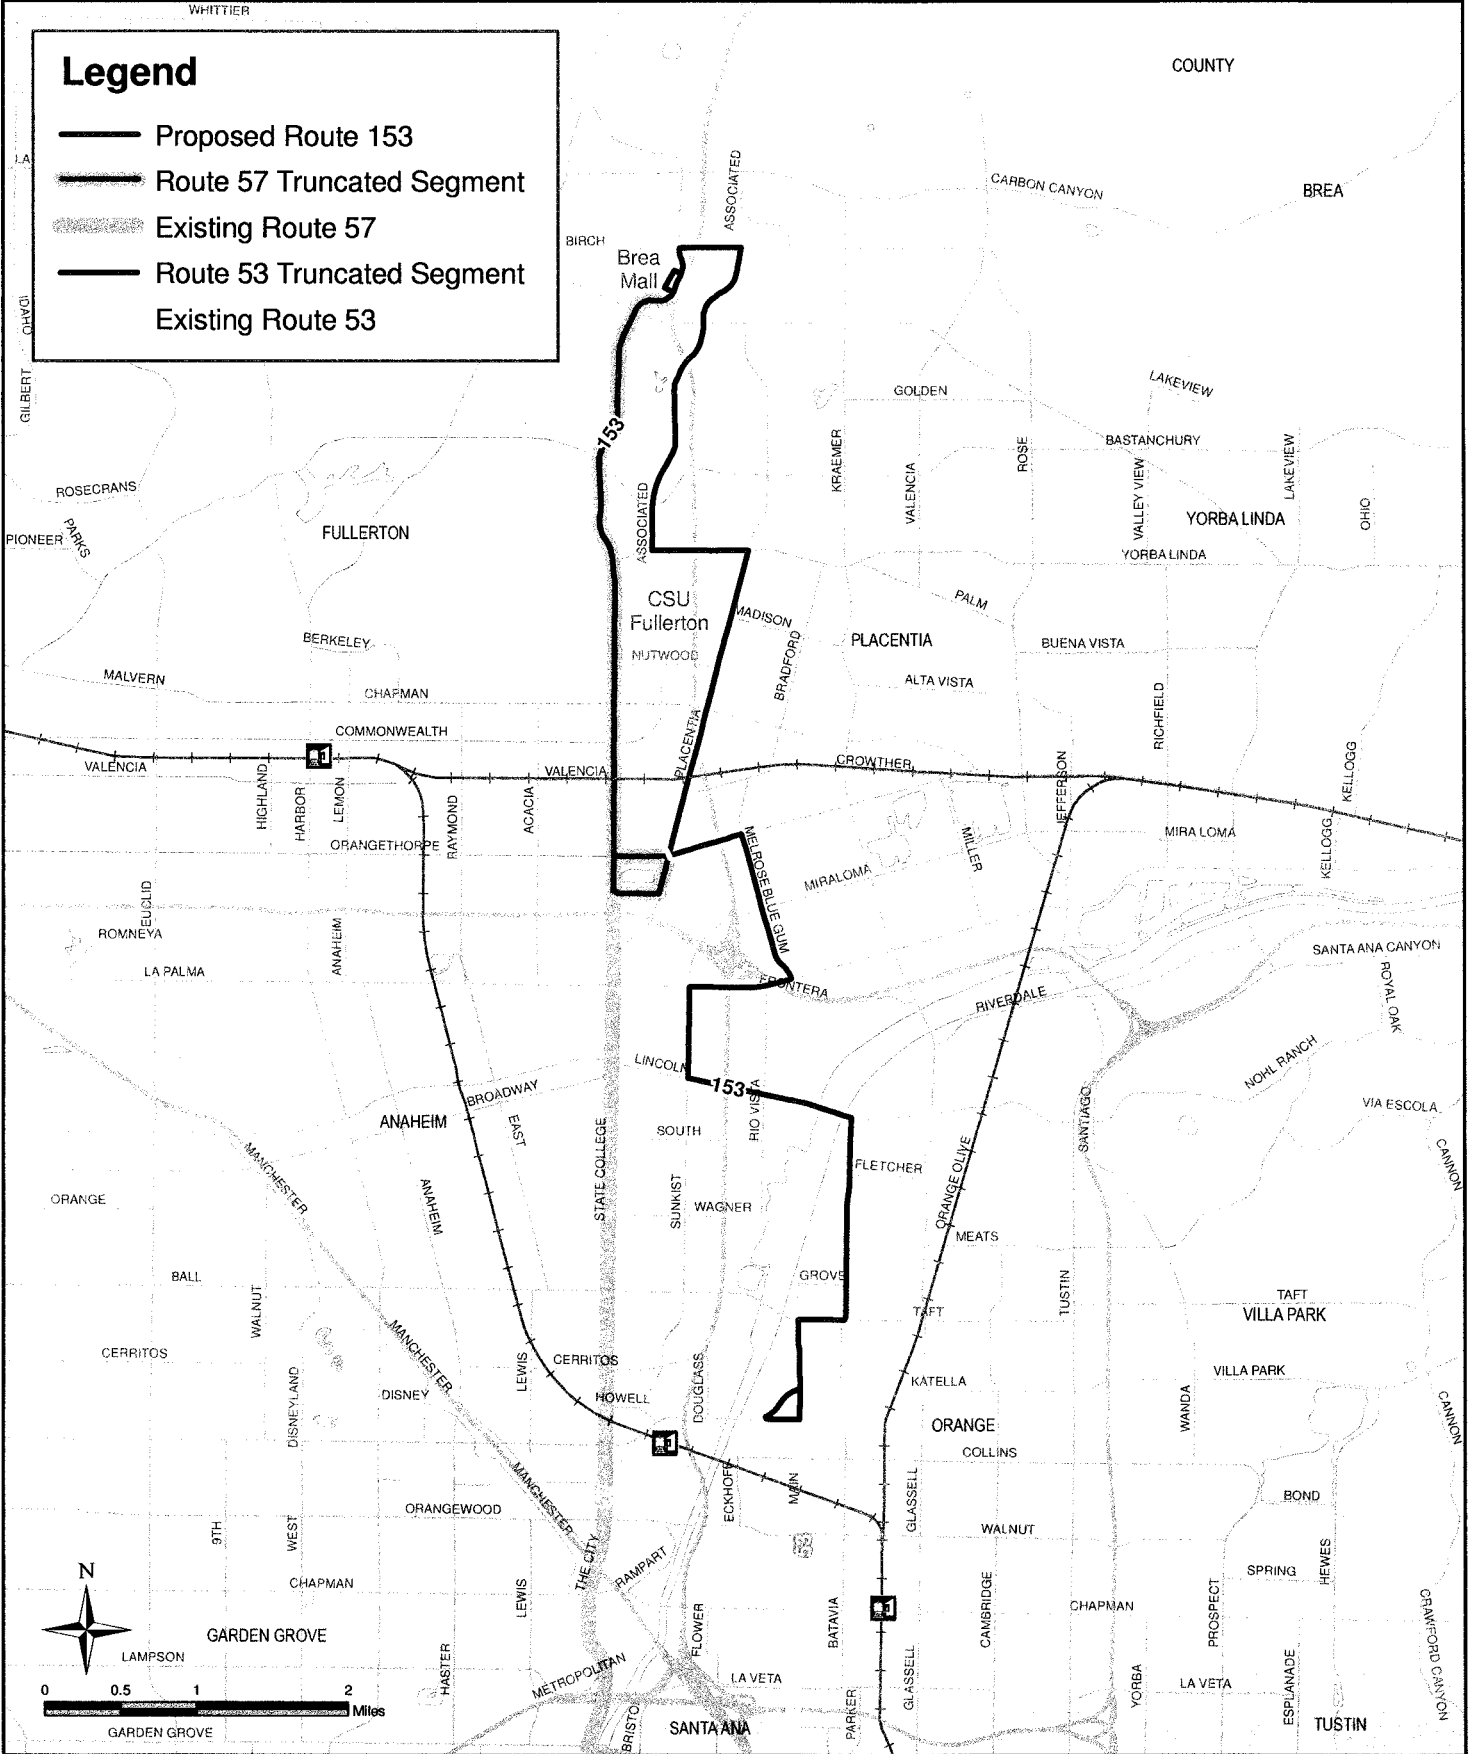 WHITTIER
Legend
Proposed Route 153
Route 57 Truncated Segment
Existing Route 57
Route 53 Truncated Segment
Existing Route 53
COUNTY
LA
IDAHO
GILBERT
ASSOCIATED
CARBON CANYON
BREA
BIRCH
Brea
Mall
GOLDEN
LAKEVIEW
153
KRAEMER
VALENCIA
ROSE
BASTANCHURY
VALLEY VIEW
LAKEVIEW
OHIO
ROSECRANS
PARKS
PIONEER
FULLERTON
ASSOCIATED
YORBA LINDA
YORBA LINDA
CSU
Fullerton
NUTWOOD
MADISON
PALM
BRADFORD
PLACENTIA
BUENA VISTA
BERKELEY
MALVERN
CHAPMAN
ALTA VISTA
RICHFIELD
COMMONWEALTH
PLACENTIA
VALENCIA
VALENCIA
CROWTHER
JEFFERSON
KELLOGG
HIGHLAND
HARBOR
LEMON
RAYMOND
ACACIA
ORANGETHORPE
MELROSE
BLUE GUM
MIRALOMA
MILLER
MIRA LOMA
KELLOGG
EUCLID
ROMNEYA
ANAHEIM
LA PALMA
FRONTERA
RIVERDALE
SANTA ANA CANYON
ROYAL OAK
LINCOLN
153
RIO VISTA
NOHL RANCH
VIA ESCOLA
BROADWAY
ANAHEIM
EAST
SOUTH
SANTIAGO
CANNON
MANCHESTER
STATE COLLEGE
FLETCHER
ORANGE OLIVE
ORANGE
ANAHEIM
SUNKIST
WAGNER
MEATS
BALL
WALNUT
GROVE
TAFT
TUSTIN
TAFT
VILLA PARK
CERRITOS
MANCHESTER
LEWIS
CERRITOS
DISNEYLAND
DISNEY
HOWELL
DOUGLASS
KATELLA
VILLA PARK
WANDA
CANNON
ORANGE
COLLINS
MANCHESTER
ECKHOFF
MAIN
GLASSELL
BOND
ORANGEWOOD
9TH
WEST
WALNUT
HEWES
N
THE CITY
RAMPART
SPRING
CHAPMAN
LEWIS
FLOWER
BATAVIA
CAMBRIDGE
CHAPMAN
PROSPECT
CRAWFORD CANYON
GARDEN GROVE
LAMPSON
HASTER
METROPOLITAN
LA VETA
GLASSELL
YORBA
LA VETA
ESPLANADE
0 0.5 1 2
Miles
GARDEN GROVE
BRISTO
SANTA ANA
PARKER
TUSTIN